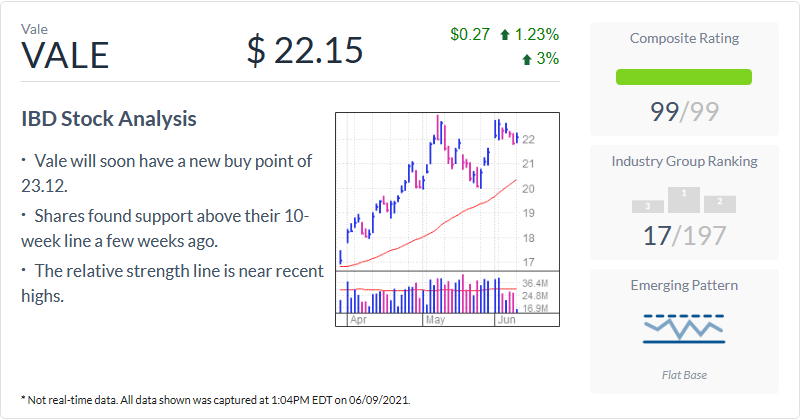 Vale
VALE
$ 22.15
$0.27 1.23%
3%
IBD Stock Analysis
· Vale will soon have a new buy point of
23.12.
· Shares found support above their 10-
week line a few weeks ago.
· The relative strength line is near recent
highs.
22
21
20
19
18
17
36.4M
24.8M
16.9M
Apr May Jun
Composite Rating
99/99
Industry Group Ranking
3 1 2
17/197
Emerging Pattern
Flat Base
* Not real-time data. All data shown was captured at 1:04PM EDT on 06/09/2021.